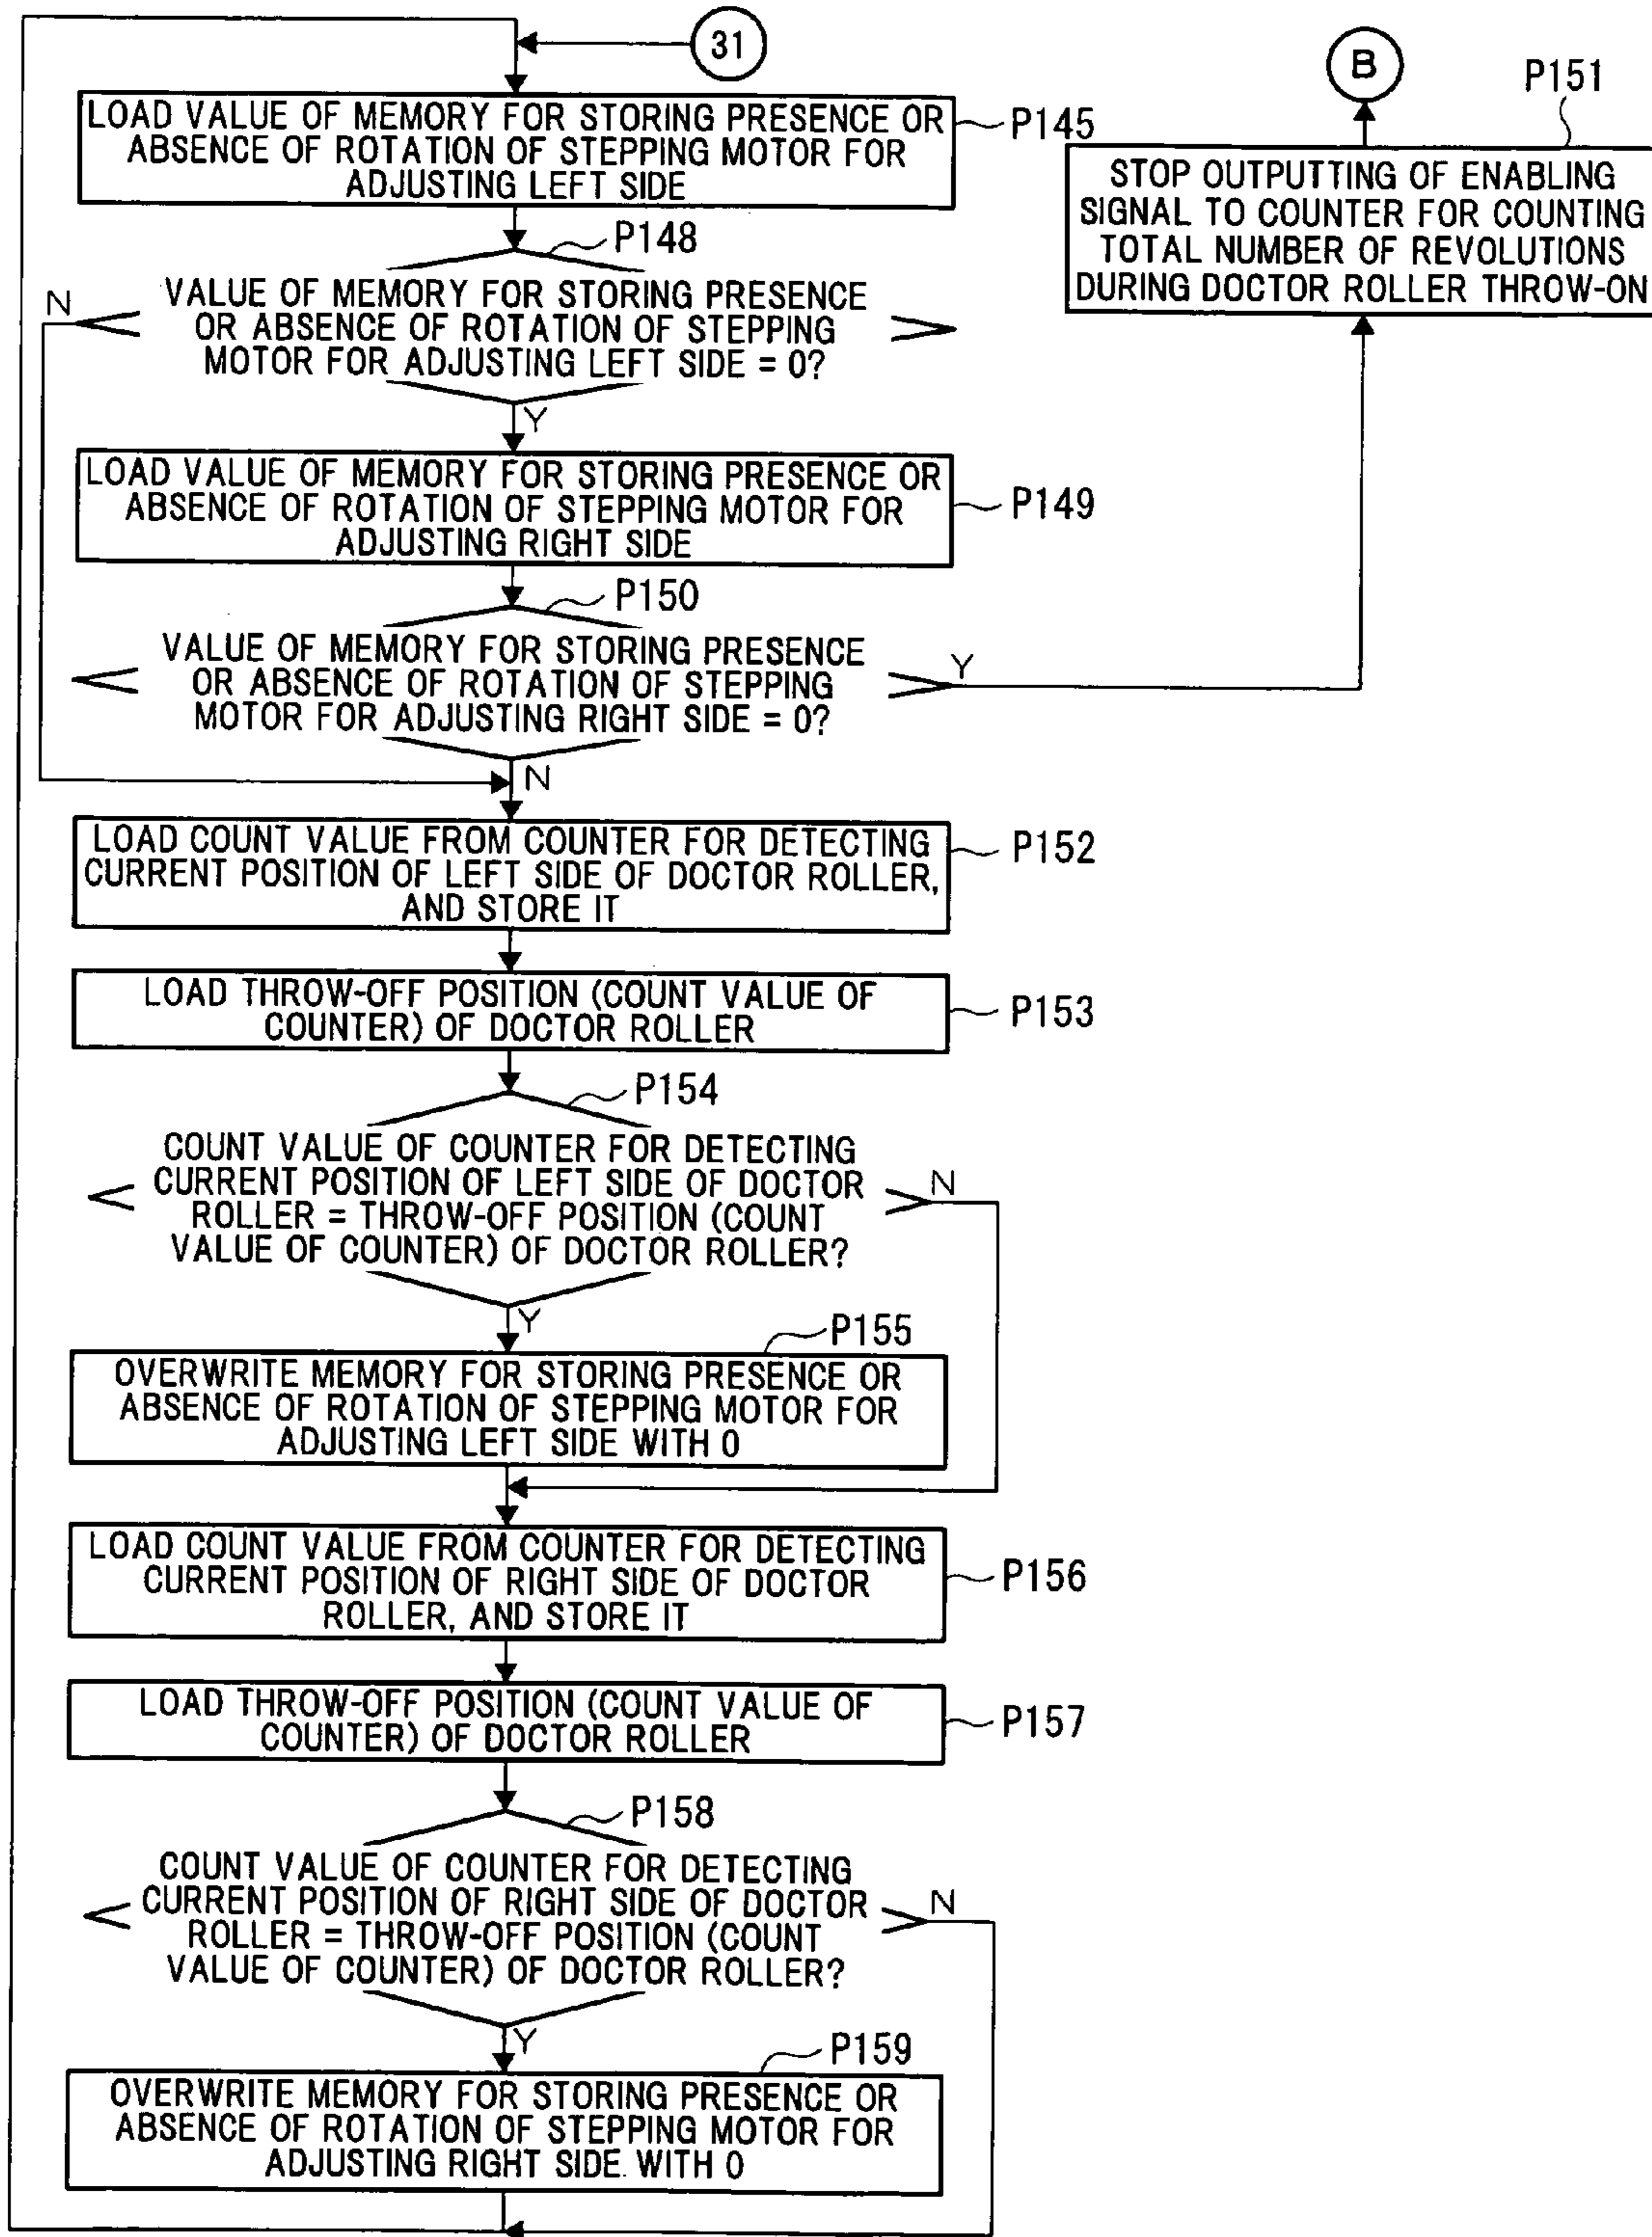 31
LOAD VALUE OF MEMORY FOR STORING PRESENCE OR
ABSENCE OF ROTATION OF STEPPING MOTOR FOR
ADJUSTING LEFT SIDE
P145
P148
VALUE OF MEMORY FOR STORING PRESENCE
OR ABSENCE OF ROTATION OF STEPPING
MOTOR FOR ADJUSTING LEFT SIDE = 0?
N
Y
LOAD VALUE OF MEMORY FOR STORING PRESENCE OR
ABSENCE OF ROTATION OF STEPPING MOTOR FOR
ADJUSTING RIGHT SIDE
P149
P150
VALUE OF MEMORY FOR STORING PRESENCE
OR ABSENCE OF ROTATION OF STEPPING
MOTOR FOR ADJUSTING RIGHT SIDE = 0?
Y
N
B
P151
STOP OUTPUTTING OF ENABLING
SIGNAL TO COUNTER FOR COUNTING
TOTAL NUMBER OF REVOLUTIONS
DURING DOCTOR ROLLER THROW-ON
LOAD COUNT VALUE FROM COUNTER FOR DETECTING
CURRENT POSITION OF LEFT SIDE OF DOCTOR ROLLER,
AND STORE IT
P152
LOAD THROW-OFF POSITION (COUNT VALUE OF
COUNTER) OF DOCTOR ROLLER
P153
P154
COUNT VALUE OF COUNTER FOR DETECTING
CURRENT POSITION OF LEFT SIDE OF DOCTOR
ROLLER = THROW-OFF POSITION (COUNT
VALUE OF COUNTER) OF DOCTOR ROLLER?
N
Y
P155
OVERWRITE MEMORY FOR STORING PRESENCE OR
ABSENCE OF ROTATION OF STEPPING MOTOR FOR
ADJUSTING LEFT SIDE WITH 0
LOAD COUNT VALUE FROM COUNTER FOR DETECTING
CURRENT POSITION OF RIGHT SIDE OF DOCTOR
ROLLER, AND STORE IT
P156
LOAD THROW-OFF POSITION (COUNT VALUE OF
COUNTER) OF DOCTOR ROLLER
P157
P158
COUNT VALUE OF COUNTER FOR DETECTING
CURRENT POSITION OF RIGHT SIDE OF DOCTOR
ROLLER = THROW-OFF POSITION (COUNT
VALUE OF COUNTER) OF DOCTOR ROLLER?
N
Y
P159
OVERWRITE MEMORY FOR STORING PRESENCE OR
ABSENCE OF ROTATION OF STEPPING MOTOR FOR
ADJUSTING RIGHT SIDE. WITH 0